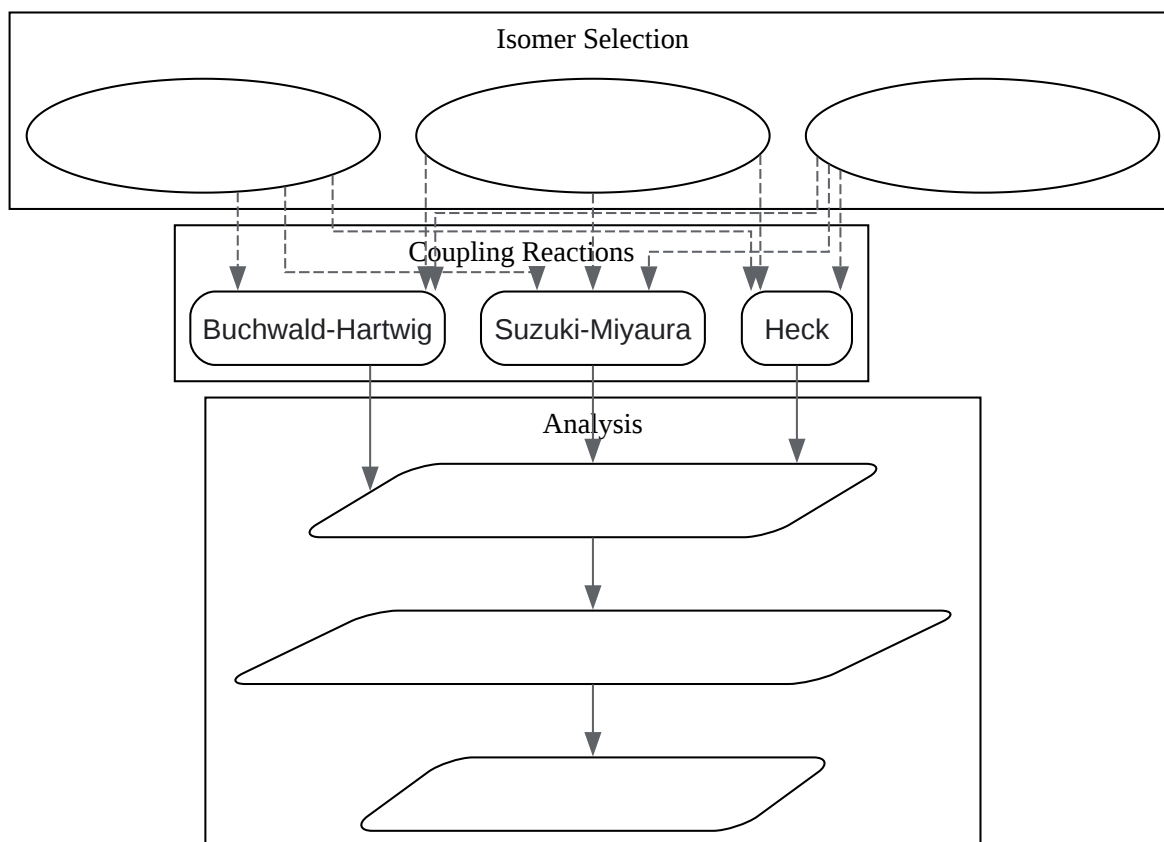 Isomer Selection
Coupling Reactions
Buchwald-Hartwig
Suzuki-Miyaura
Heck
Analysis